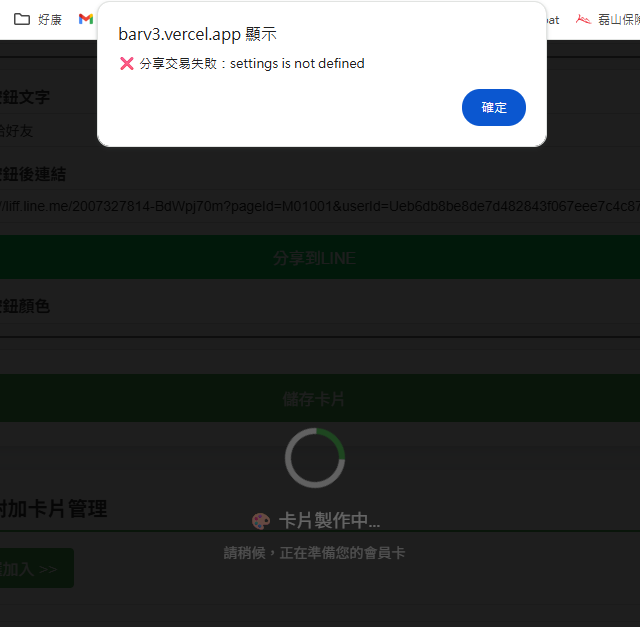 好康
磊山保
barv3.vercel.app 顯示
❌ 分享交易失敗：settings is not defined
確定
鈕文字
好友
鈕後連結
//liff.line.me/2007327814-BdWpj70m?pageId=M01001&userId=Ueb6db8be8de7d482843f067eee7c4c87
分享到LINE
鈕顏色
儲存卡片
🎨 卡片製作中...
請稍候，正在準備您的會員卡
附加卡片管理
加入 >>